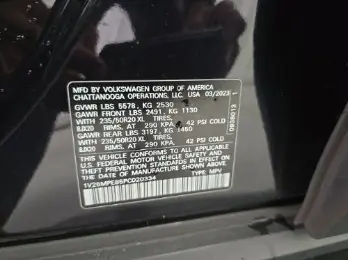 MFD BY VOLKSWAGEN GROUP OF AMERICA
CHATTANOOGA OPERATIONS, LLC. USA 03/2023
GVWR LBS 5578, KG 2530
GAWR FRONT LBS 2491, KG 1130
WITH 235/50R20 XL TIRES,
8.0X20 RIMS, AT 290 KPA, 42 PSI COLD
GAWR REAR LBS 3197, KG 1450
WITH 235/50R20 XL TIRES,
8.0X20 RIMS, AT 290 KPA, 42 PSI COLD
THIS VEHICLE CONFORMS TO ALL APPLICABLE
U.S. FEDERAL MOTOR VEHICLE SAFETY AND
THEFT PREVENTION STANDARDS IN EFFECT ON
THE DATE OF MANUFACTURE SHOWN ABOVE.
TYPE: MPV